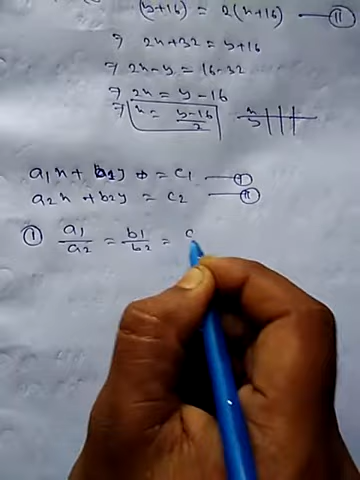 (y+16) = 2(x+16) — (II)
⇒ 2x+32 = y+16
⇒ 2x-y = 16-32
⇒ 2x = y-16
⇒ x = y-16/2
x
y
a1x + b1y = c1 — (I)
a2x + b2y = c2 — (II)
(1) a1/a2 = b1/b2 = c